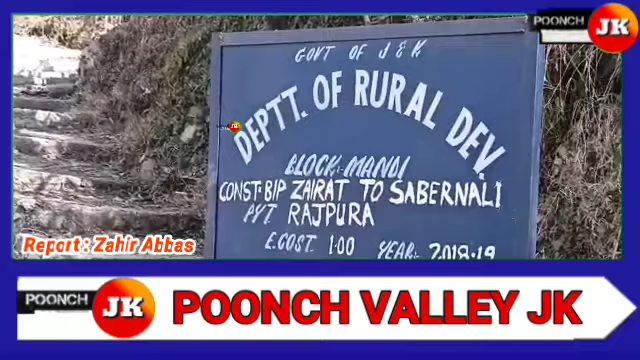 POONCH JK
GOVT OF J & K
DEPTT. OF RURAL DEV.
BLOCK:- MANDI
CONST: BIP ZAIRAT TO SABERNALI
PYT RAJPURA
E.COST. 1.00 YEAR:- 2018-19
Report : Zahir Abbas
POONCH JK POONCH VALLEY JK